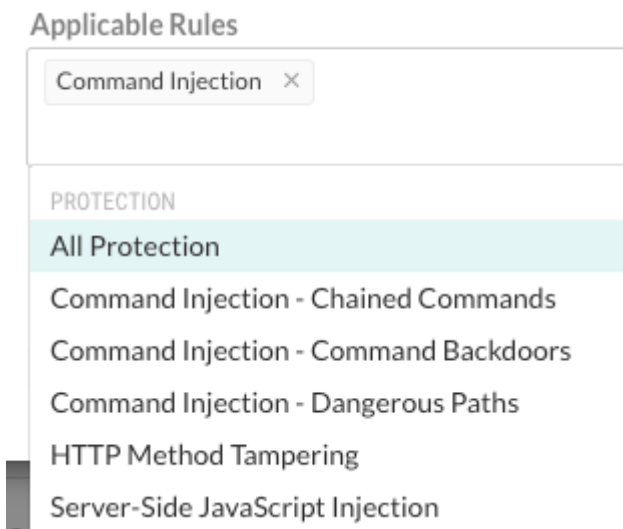 Applicable Rules
Command Injection ×
PROTECTION
All Protection
Command Injection - Chained Commands
Command Injection - Command Backdoors
Command Injection - Dangerous Paths
HTTP Method Tampering
Server-Side JavaScript Injection